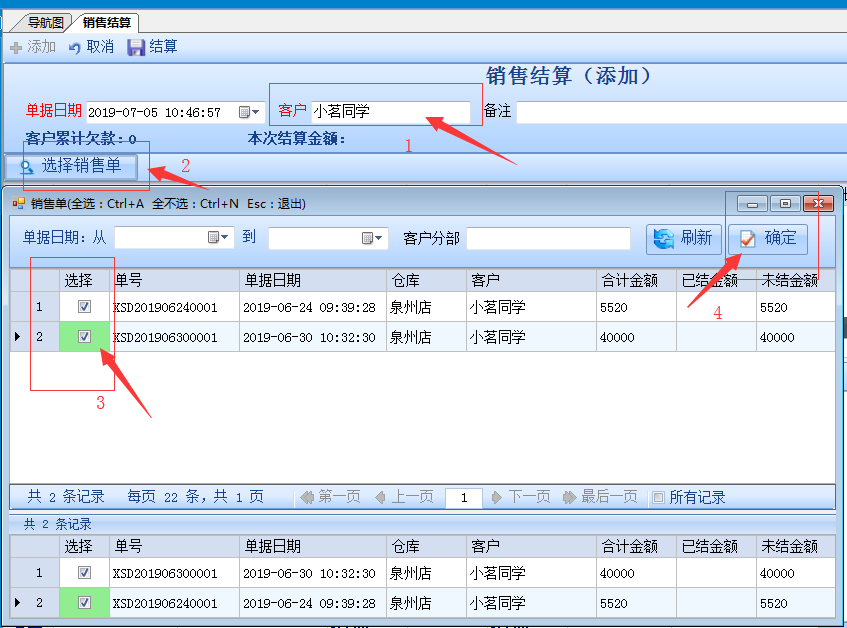 导航图 销售结算
添加 取消 结算
销售结算（添加）
单据日期 2019-07-05 10:46:57 客户 小茗同学 备注
客户累计欠款：0 本次结算金额： 1
选择销售单 2
销售单(全选：Ctrl+A 全不选：Ctrl+N Esc：退出)
单据日期：从 到 客户分部 刷新 确定
选择 单号 单据日期 仓库 客户 合计金额 已结金额 未结金额
1 XSD201906240001 2019-06-24 09:39:28 泉州店 小茗同学 5520 5520
4
2 XSD201906300001 2019-06-30 10:32:30 泉州店 小茗同学 40000 40000
3
共 2 条记录 每页 22 条，共 1 页 第一页 上一页 1 下一页 最后一页 所有记录
共 2 条记录
选择 单号 单据日期 仓库 客户 合计金额 已结金额 未结金额
1 XSD201906300001 2019-06-30 10:32:30 泉州店 小茗同学 40000 40000
2 XSD201906240001 2019-06-24 09:39:28 泉州店 小茗同学 5520 5520